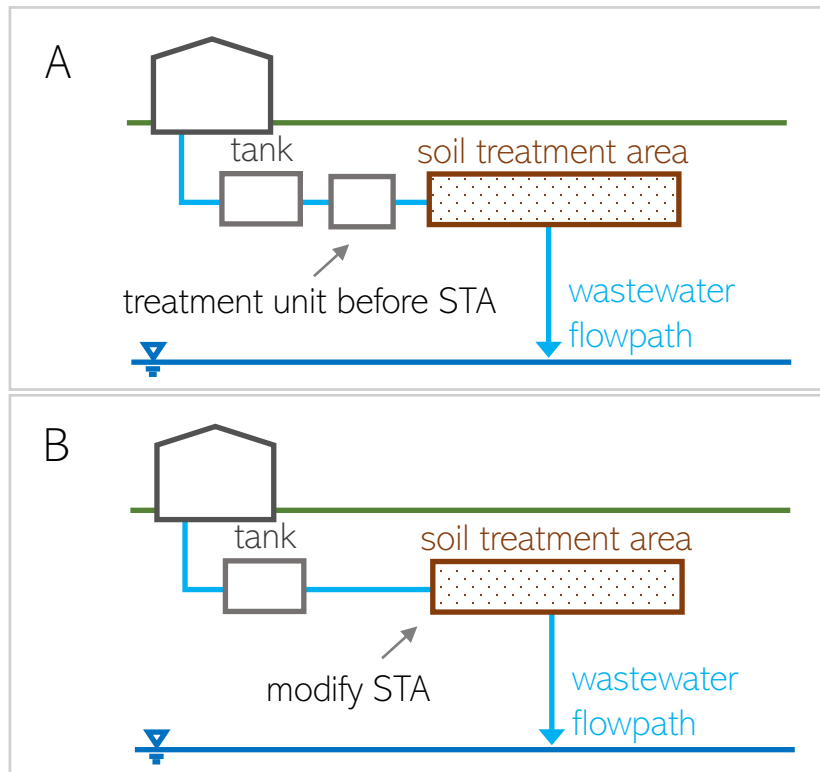 A
tank
soil treatment area
treatment unit before STA
wastewater
flowpath
B
tank
soil treatment area
modify STA
wastewater
flowpath